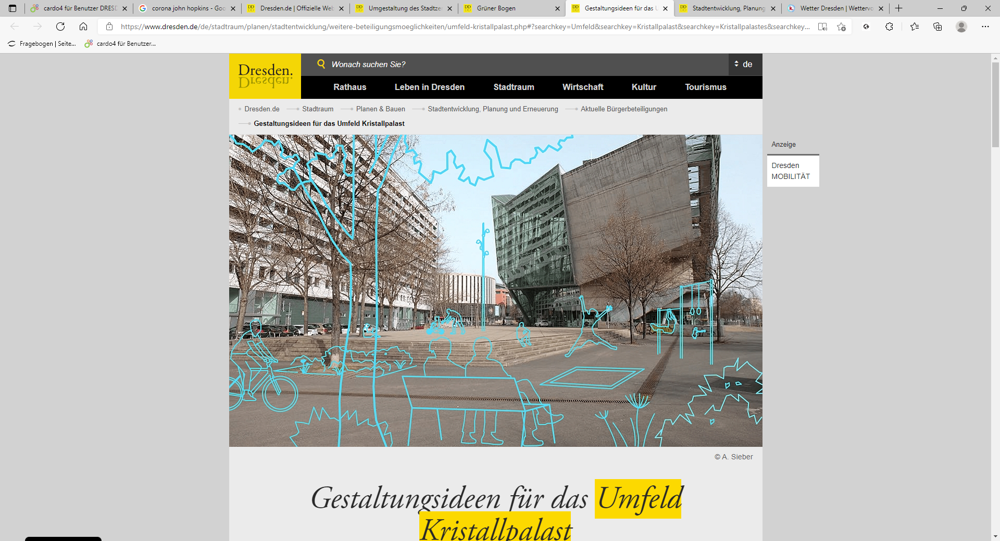 cardo4 für Benutzer DRESD
corona john hopkins - Goo
Dresden.de | Offizielle Web
Umgestaltung des Stadtze
Grüner Bogen
Gestaltungsideen für das U
Stadtentwicklung, Planung
Wetter Dresden | Wettervo
https://www.dresden.de/de/stadtraum/planen/stadtentwicklung/weitere-beteiligungsmoeglichkeiten/umfeld-kristallpalast.php#?searchkey=Umfeld&searchkey=Kristallpalast&searchkey=Kristallpalastes&searchkey...
Fragebogen | Seite...
cardo4 für Benutzer...
Dresden.
Dresden.
Wonach suchen Sie?
de
Rathaus
Leben in Dresden
Stadtraum
Wirtschaft
Kultur
Tourismus
Dresden.de
Stadtraum
Planen & Bauen
Stadtentwicklung, Planung und Erneuerung
Aktuelle Bürgerbeteiligungen
Gestaltungsideen für das Umfeld Kristallpalast
Anzeige
Dresden
MOBILITÄT
© A. Sieber
Gestaltungsideen für das Umfeld
Kristallpalast